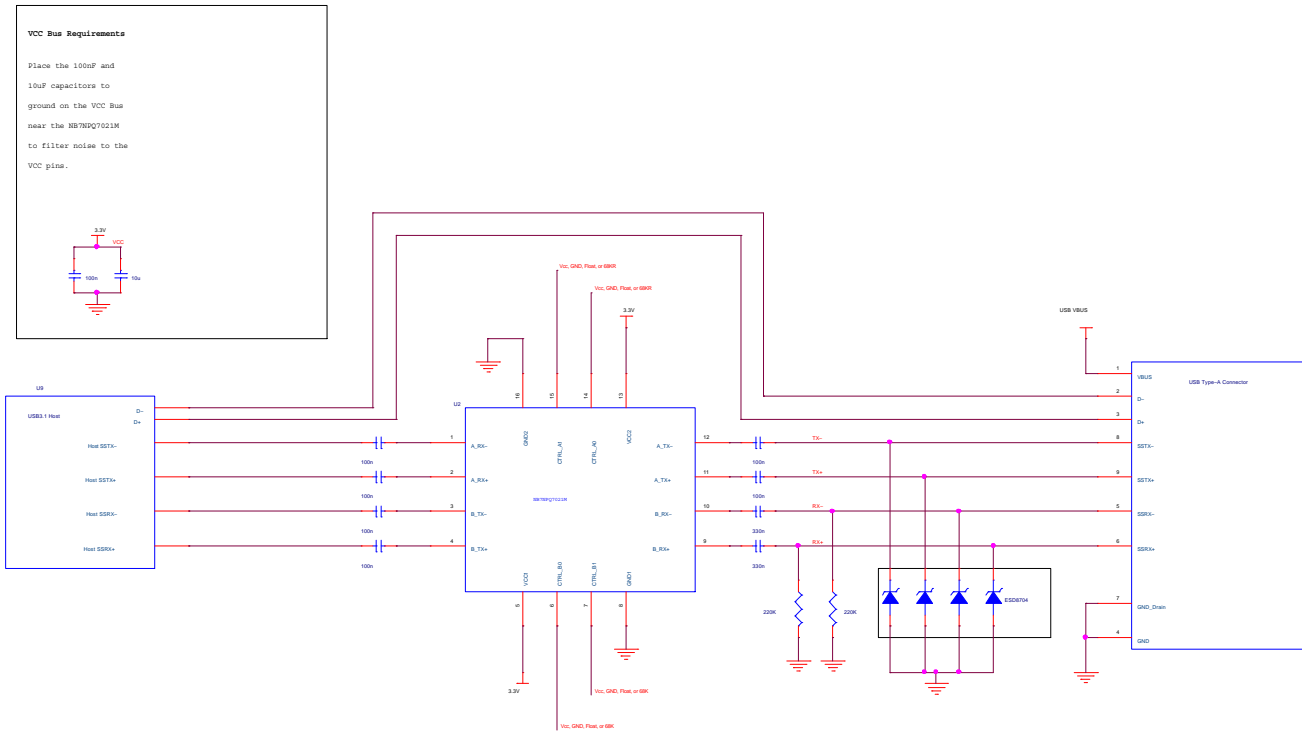 VCC Bus Requirements
Place the 100nF and
10uF capacitors to
ground on the VCC Bus
near the NB7NPQ7021M
to filter noise to the
VCC pins.
3.3V
VCC
100n
10u
Vcc, GND, Float, or 68KR
Vcc, GND, Float, or 68KR
3.3V
USB VBUS
U9
USB3.1 Host
D-
D+
Host SSTX-
Host SSTX+
Host SSRX-
Host SSRX+
100n
100n
100n
100n
U2
16
15
14
13
GND2
CTRL_A1
CTRL_A0
VCC2
1
A_RX-
2
A_RX+
3
B_TX-
4
B_TX+
NB7NPQ7021M
A_TX-
12
A_TX+
11
B_RX-
10
B_RX+
9
VCC1
CTRL_B0
CTRL_B1
GND1
5
6
7
8
3.3V
Vcc, GND, Float, or 68K
Vcc, GND, Float, or 68K
100n
100n
330n
330n
TX-
TX+
RX-
RX+
220K
220K
ESD8704
USB Type-A Connector
1
VBUS
2
D-
3
D+
8
SSTX-
9
SSTX+
5
SSRX-
6
SSRX+
7
GND_Drain
4
GND